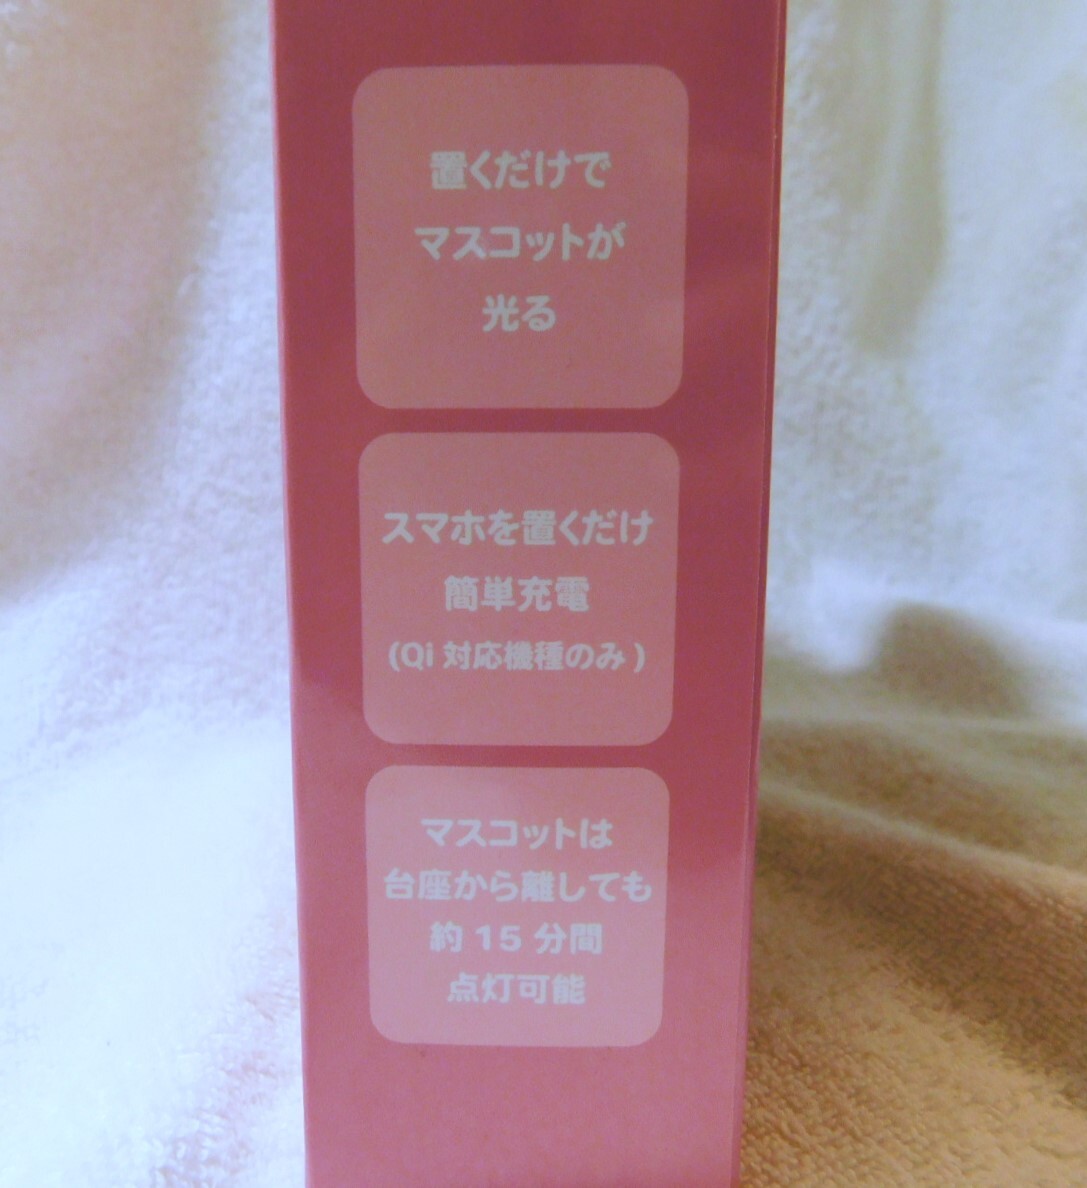 置くだけで
マスコットが
光る
スマホを置くだけ
簡単充電
(Qi 対応機種のみ)
マスコットは
台座から離しても
約 15 分間
点灯可能